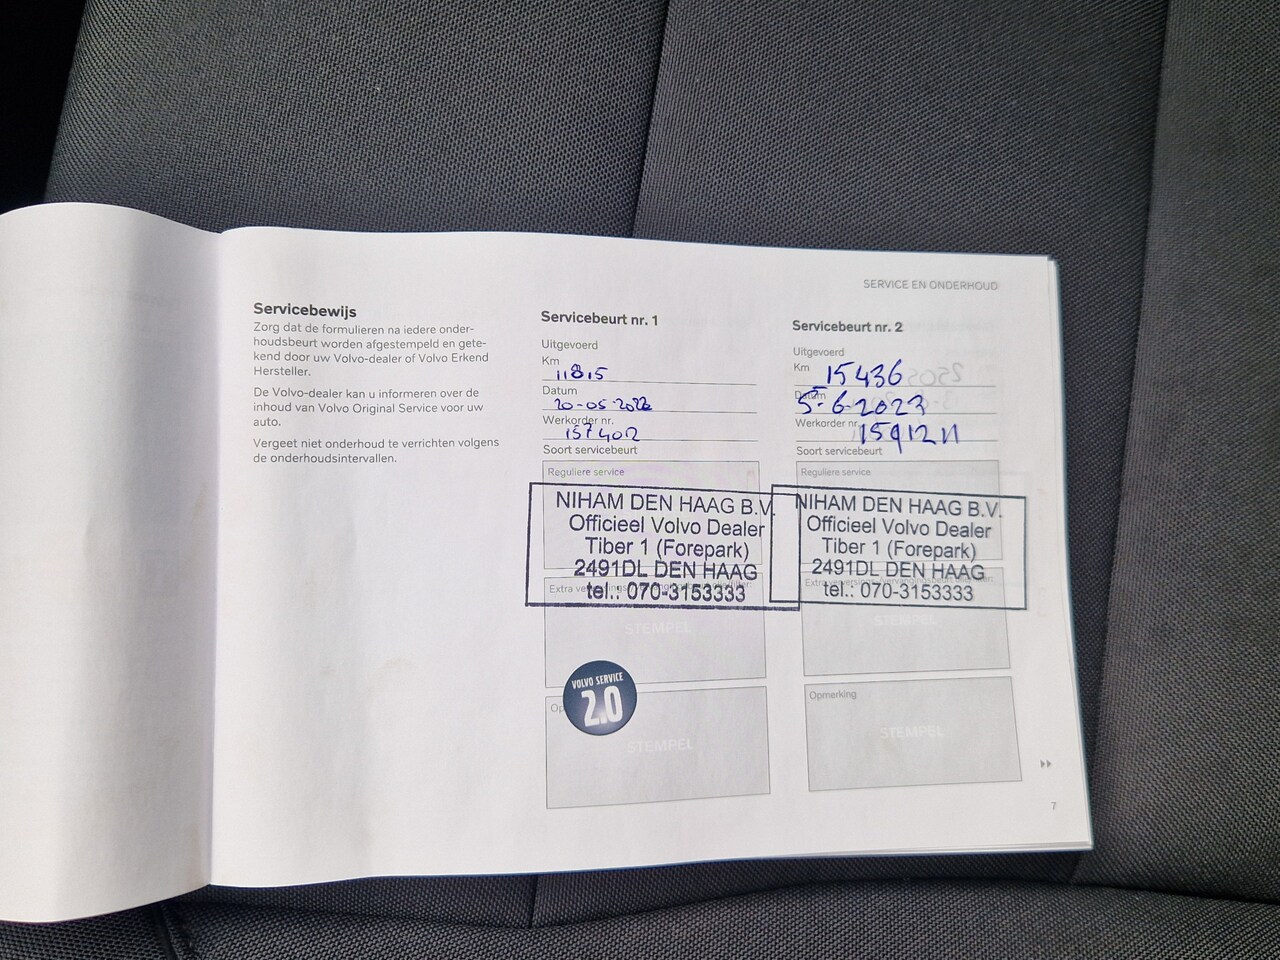 SERVICE EN ONDERHOUD
Servicebewijs
Zorg dat de formulieren na iedere onder-
houdsbeurt worden afgestempeld en gete-
kend door uw Volvo-dealer of Volvo Erkend
Hersteller.
De Volvo-dealer kan u informeren over de
inhoud van Volvo Original Service voor uw
auto.
Vergeet niet onderhoud te verrichten volgens
de onderhoudsintervallen.
Servicebeurt nr. 1
Uitgevoerd
Km
11815
Datum
20-05-2022
Werkorder nr.
Soort servicebeurt
Reguliere service
NIHAM DEN HAAG B.V.
Officieel Volvo Dealer
Tiber 1 (Forepark)
2491DL DEN HAAG
tel.: 070-3153333
STEMPEL
VOLVO SERVICE
2.0
STEMPEL
Servicebeurt nr. 2
Uitgevoerd
Km
15436
Datum
5-6-2023
Werkorder nr.
Soort servicebeurt
Reguliere service
NIHAM DEN HAAG B.V.
Officieel Volvo Dealer
Tiber 1 (Forepark)
2491DL DEN HAAG
tel.: 070-3153333
STEMPEL
Opmerking
STEMPEL
7